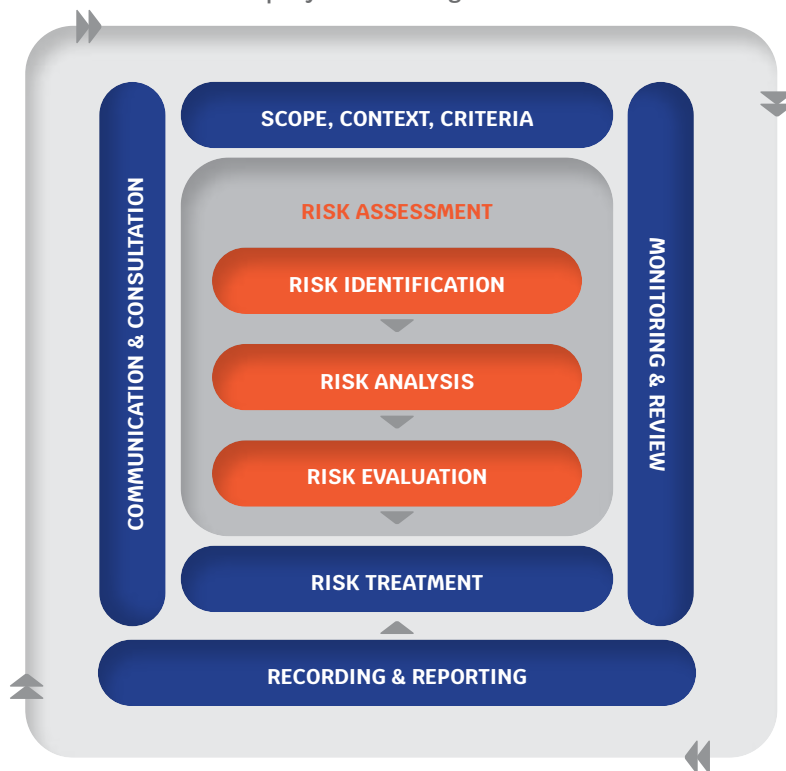 SCOPE, CONTEXT, CRITERIA
COMMUNICATION & CONSULTATION
RISK ASSESSMENT
RISK IDENTIFICATION
RISK ANALYSIS
RISK EVALUATION
MONITORING & REVIEW
RISK TREATMENT
RECORDING & REPORTING